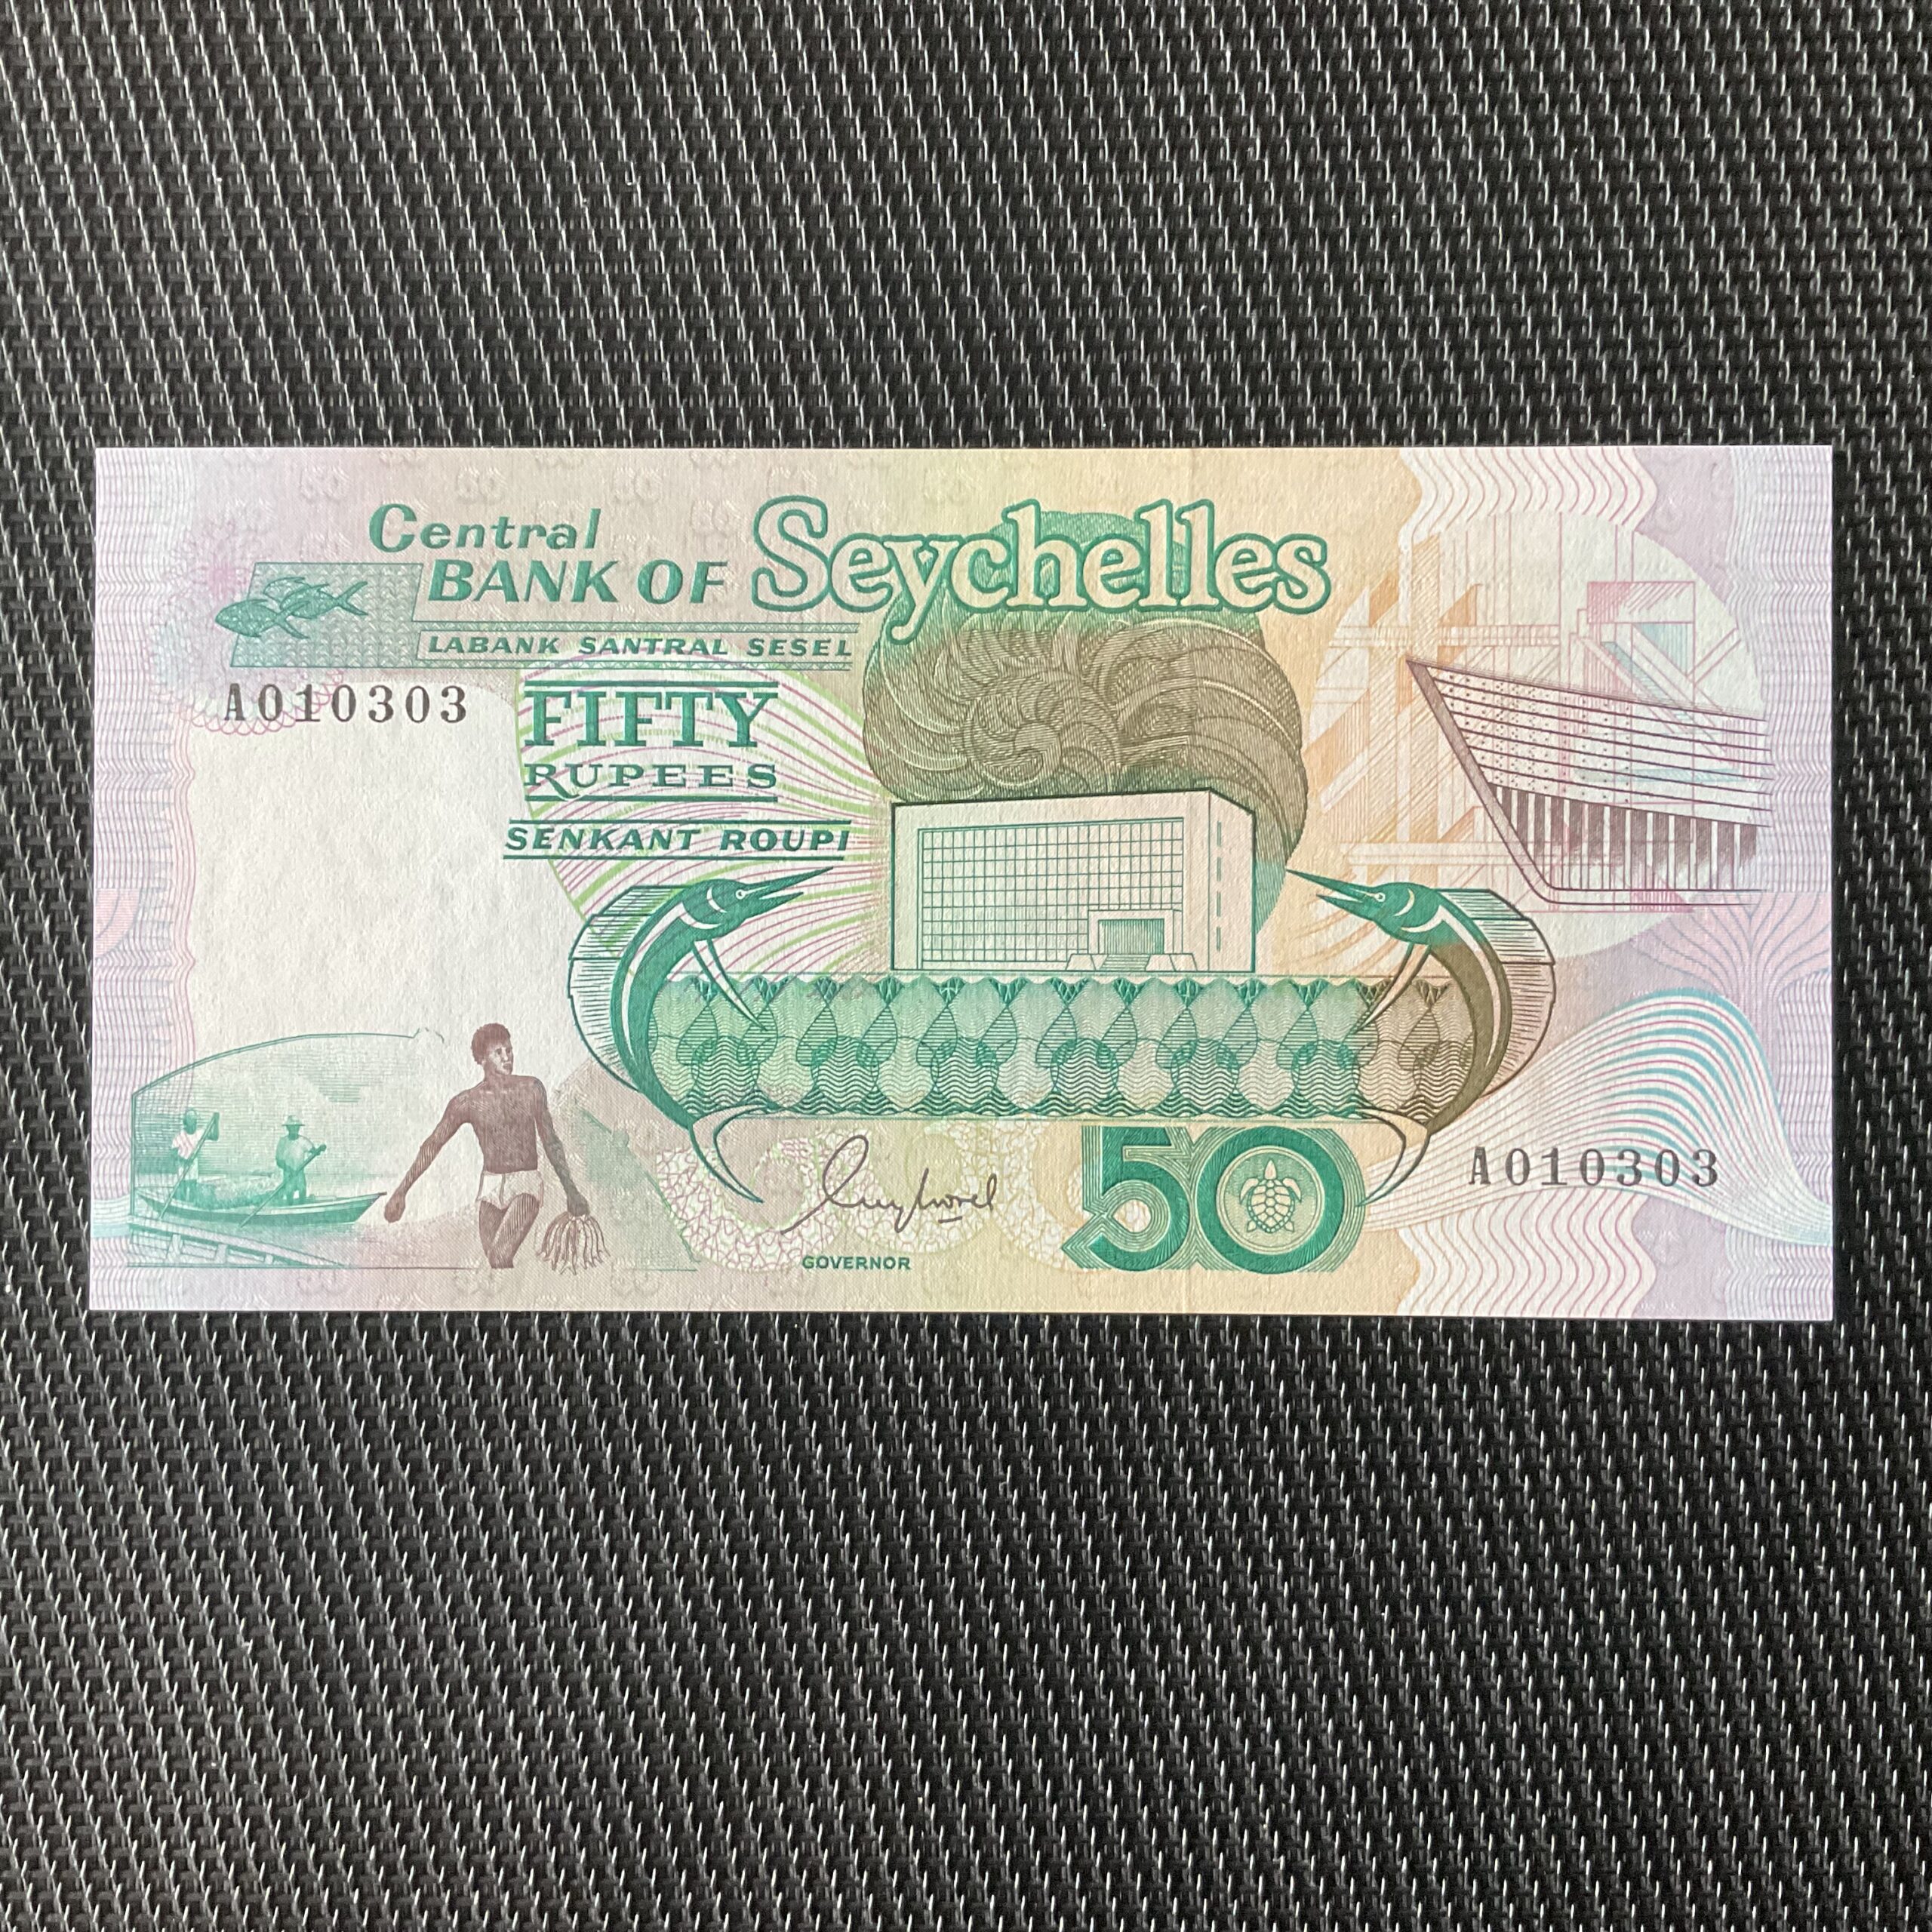 Central
BANK OF Seychelles
LABANK SANTRAL SESEL
A010303
FIFTY
RUPEES
SENKANT ROUPI
GOVERNOR
50
A010303